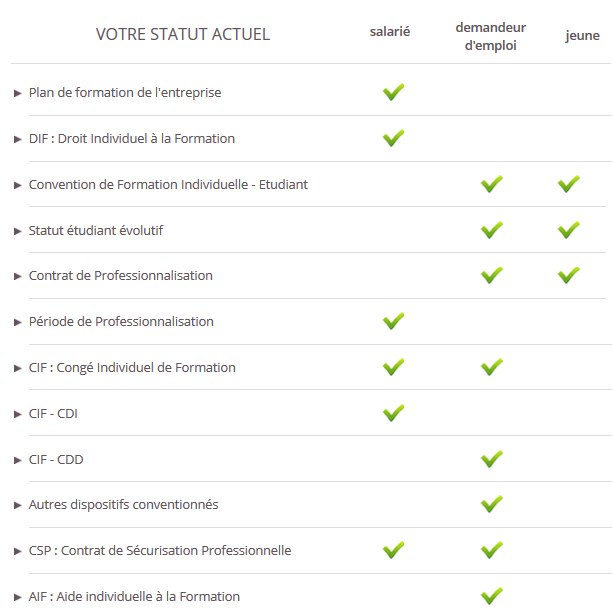 VOTRE STATUT ACTUEL salarié demandeur d'emploi jeune
Plan de formation de l'entreprise
DIF : Droit Individuel à la Formation
Convention de Formation Individuelle - Etudiant
Statut étudiant évolutif
Contrat de Professionnalisation
Période de Professionnalisation
CIF : Congé Individuel de Formation
CIF - CDI
CIF - CDD
Autres dispositifs conventionnés
CSP : Contrat de Sécurisation Professionnelle
AIF : Aide individuelle à la Formation